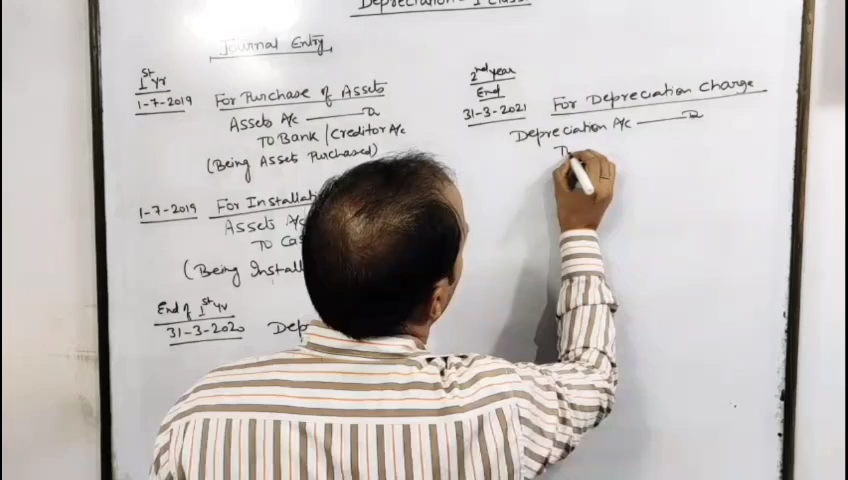 Depreciation - I Class
Journal Entry
1st Yr
1-7-2019
For Purchase of Assets
Assets A/c ——— Dr
To Bank / Creditor A/c
(Being Assets Purchased)
1-7-2019
For Installati
Assets A/c
To Cas
(Being Install
End of 1st Yr
31-3-2020
Dep
2nd year
End
31-3-2021
For Depreciation Charge
Depreciation A/c ——— Dr
T